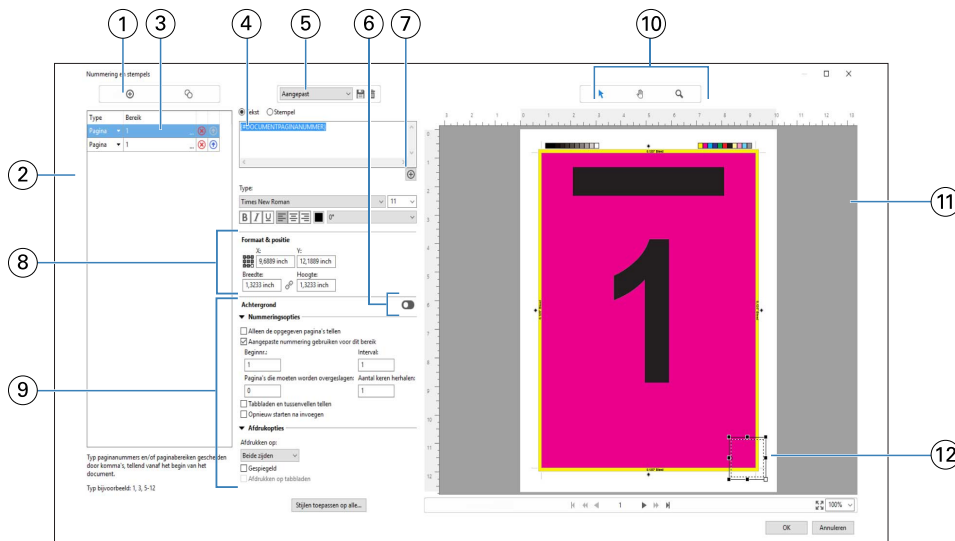 1
3
4
5
6
7
10
Nummering en stempels
Aangepast
Type
Bereik
Tekst
Stempel
Pagina
1
...
[#DOCUMENTPAGINANUMMER]
Pagina
1
...
2
11
Type:
Times New Roman
11
B I U
0°
8
Formaat & positie
X:
Y:
9,6889 inch
12,1889 inch
Breedte:
Hoogte:
1,3233 inch
1,3233 inch
Achtergrond
Nummeringsopties
Alleen de opgegeven pagina's tellen
Aangepaste nummering gebruiken voor dit bereik
Beginnr.:
Interval:
1
1
Pagina's die moeten worden overgeslagen:
Aantal keren herhalen:
0
1
9
Tabbladen en tussenvellen tellen
Opnieuw starten na invoegen
Afdrukopties
Afdrukken op:
Beide zijden
Gespiegeld
Afdrukken op tabbladen
Typ paginanummers en/of paginabereiken gescheiden
door komma's, tellend vanaf het begin van het
document.
Typ bijvoorbeeld: 1, 3, 5-12
Stijlen toepassen op alle...
1
12
1
100%
OK
Annuleren